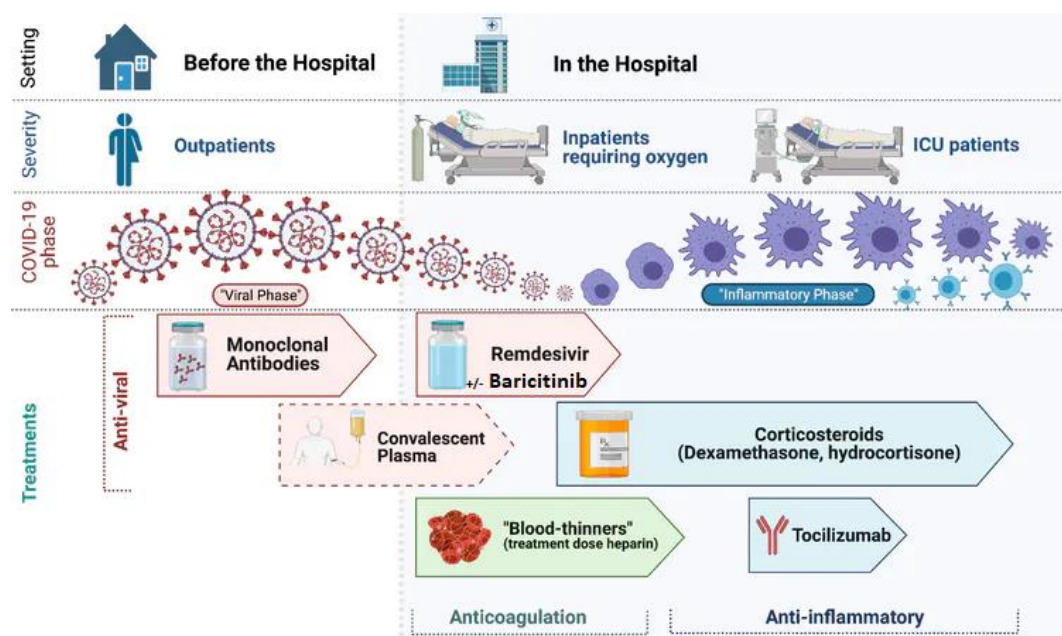 Setting
Before the Hospital
In the Hospital
Severity
Outpatients
Inpatients
requiring oxygen
ICU patients
COVID-19
phase
"Viral Phase"
"Inflammatory Phase"
Treatments
Anti-viral
Monoclonal
Antibodies
Remdesivir
+/- Baricitinib
Convalescent
Plasma
Corticosteroids
(Dexamethasone, hydrocortisone)
"Blood-thinners"
(treatment dose heparin)
Tocilizumab
Anticoagulation
Anti-inflammatory